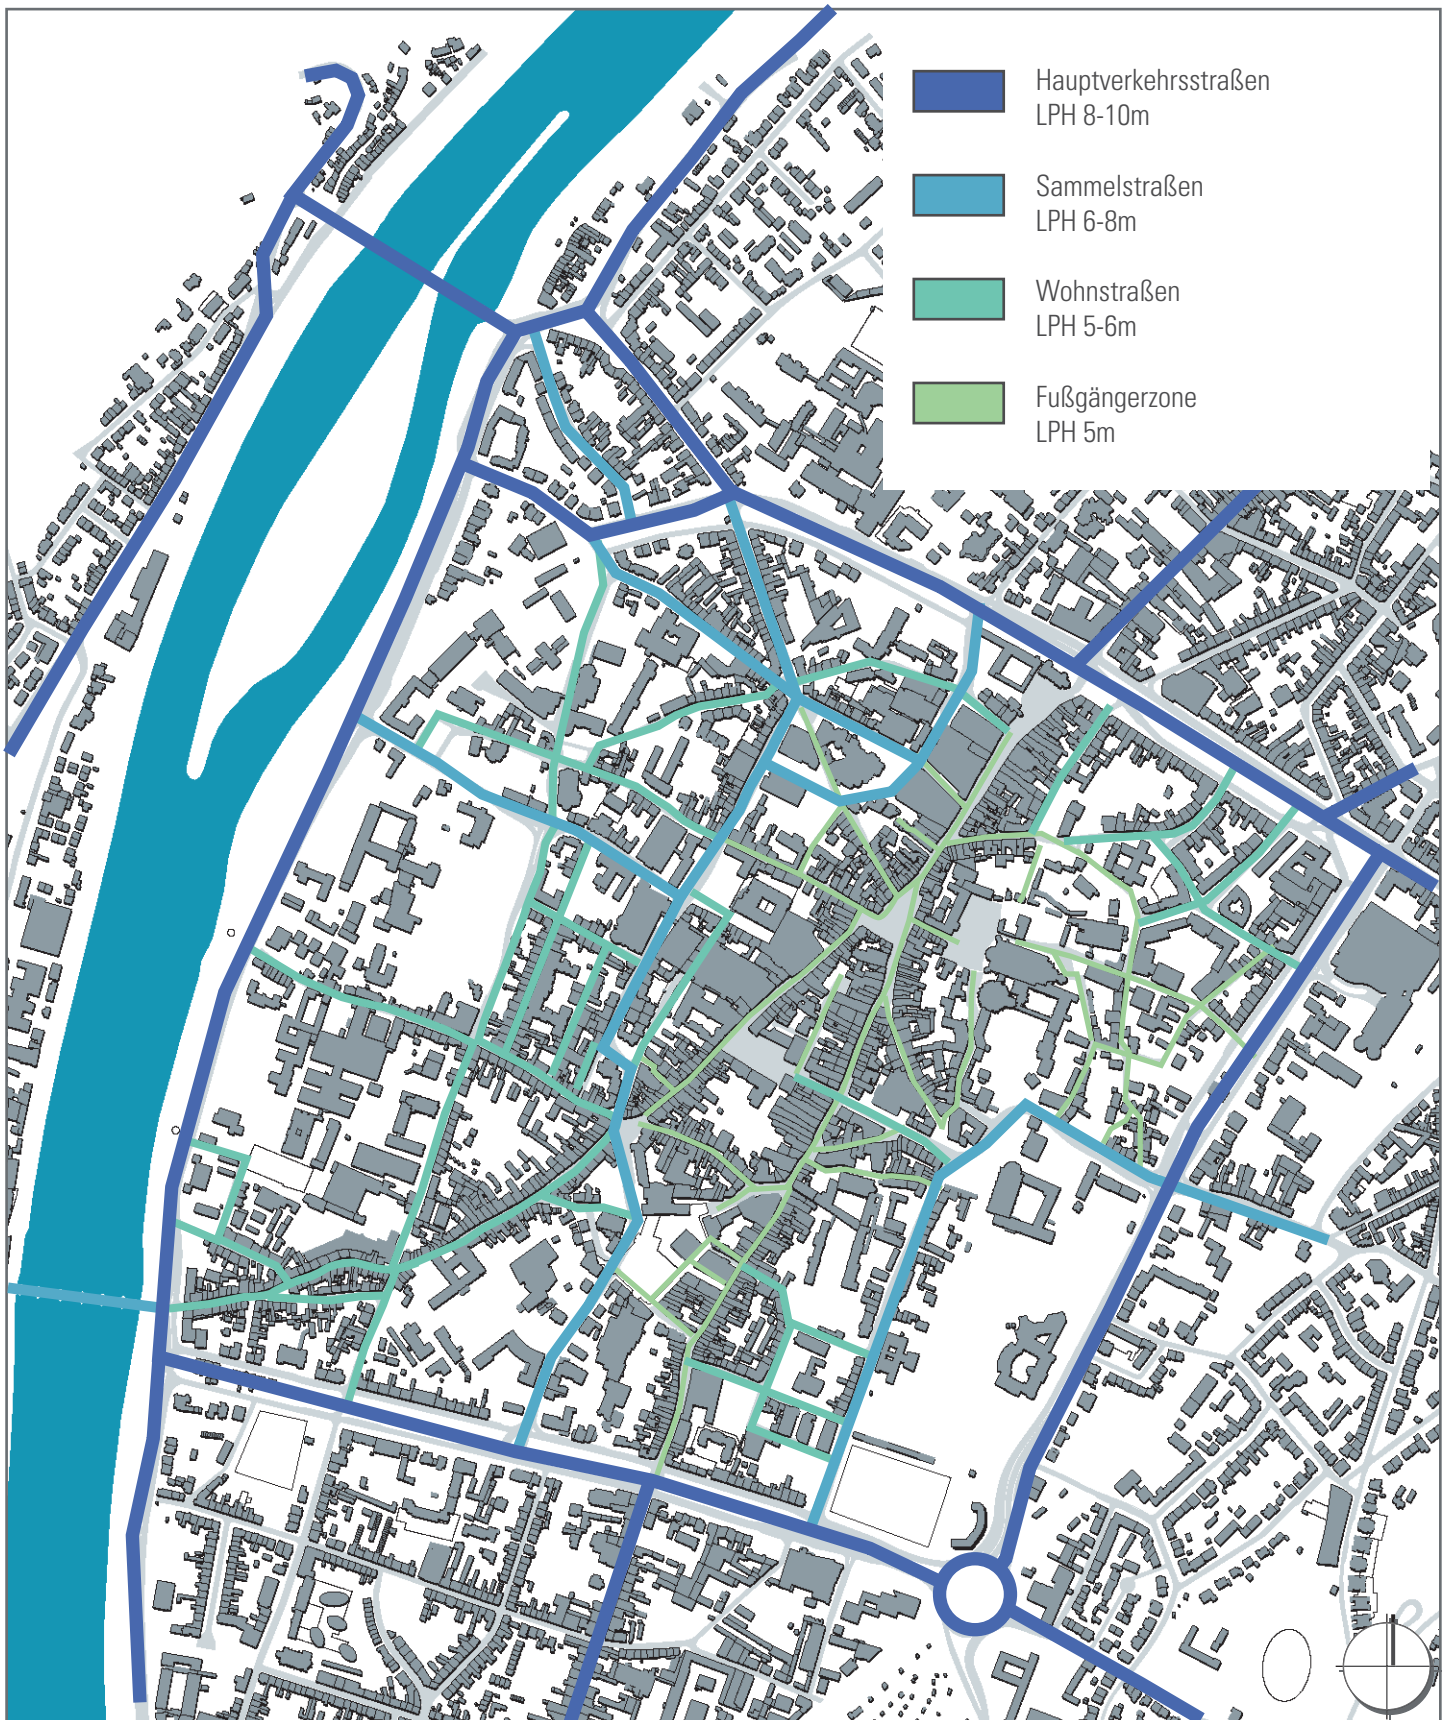 Hauptverkehrsstraßen
LPH 8-10m
Sammelstraßen
LPH 6-8m
Wohnstraßen
LPH 5-6m
Fußgängerzone
LPH 5m